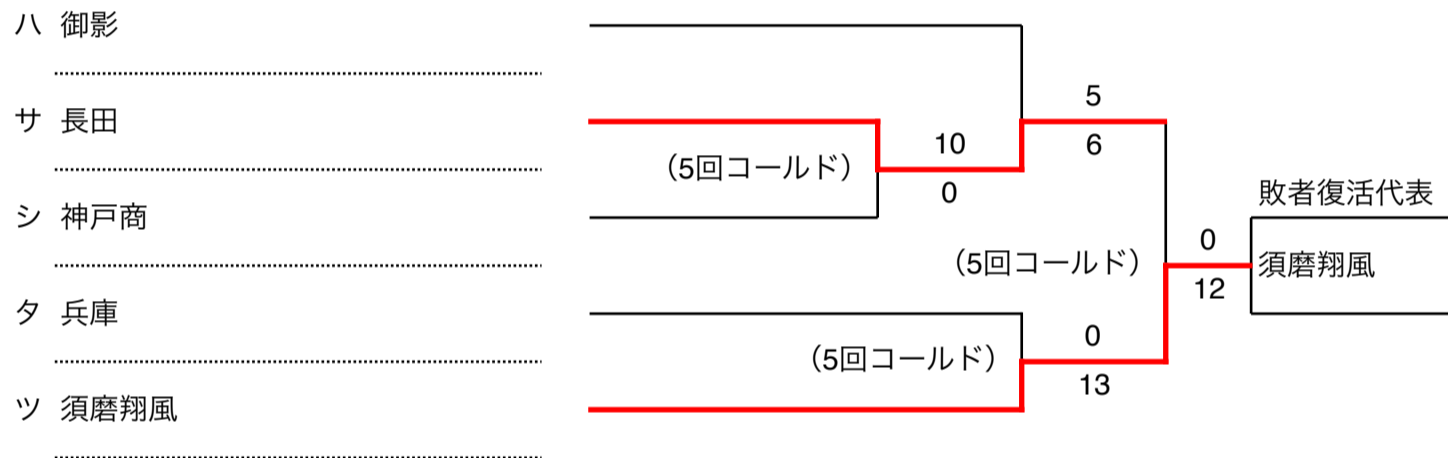 ハ 御影
5
サ 長田
10
6
(5回コールド)
0
敗者復活代表
シ 神戸商
0
(5回コールド)
須磨翔風
12
タ 兵庫
0
(5回コールド)
13
ツ 須磨翔風